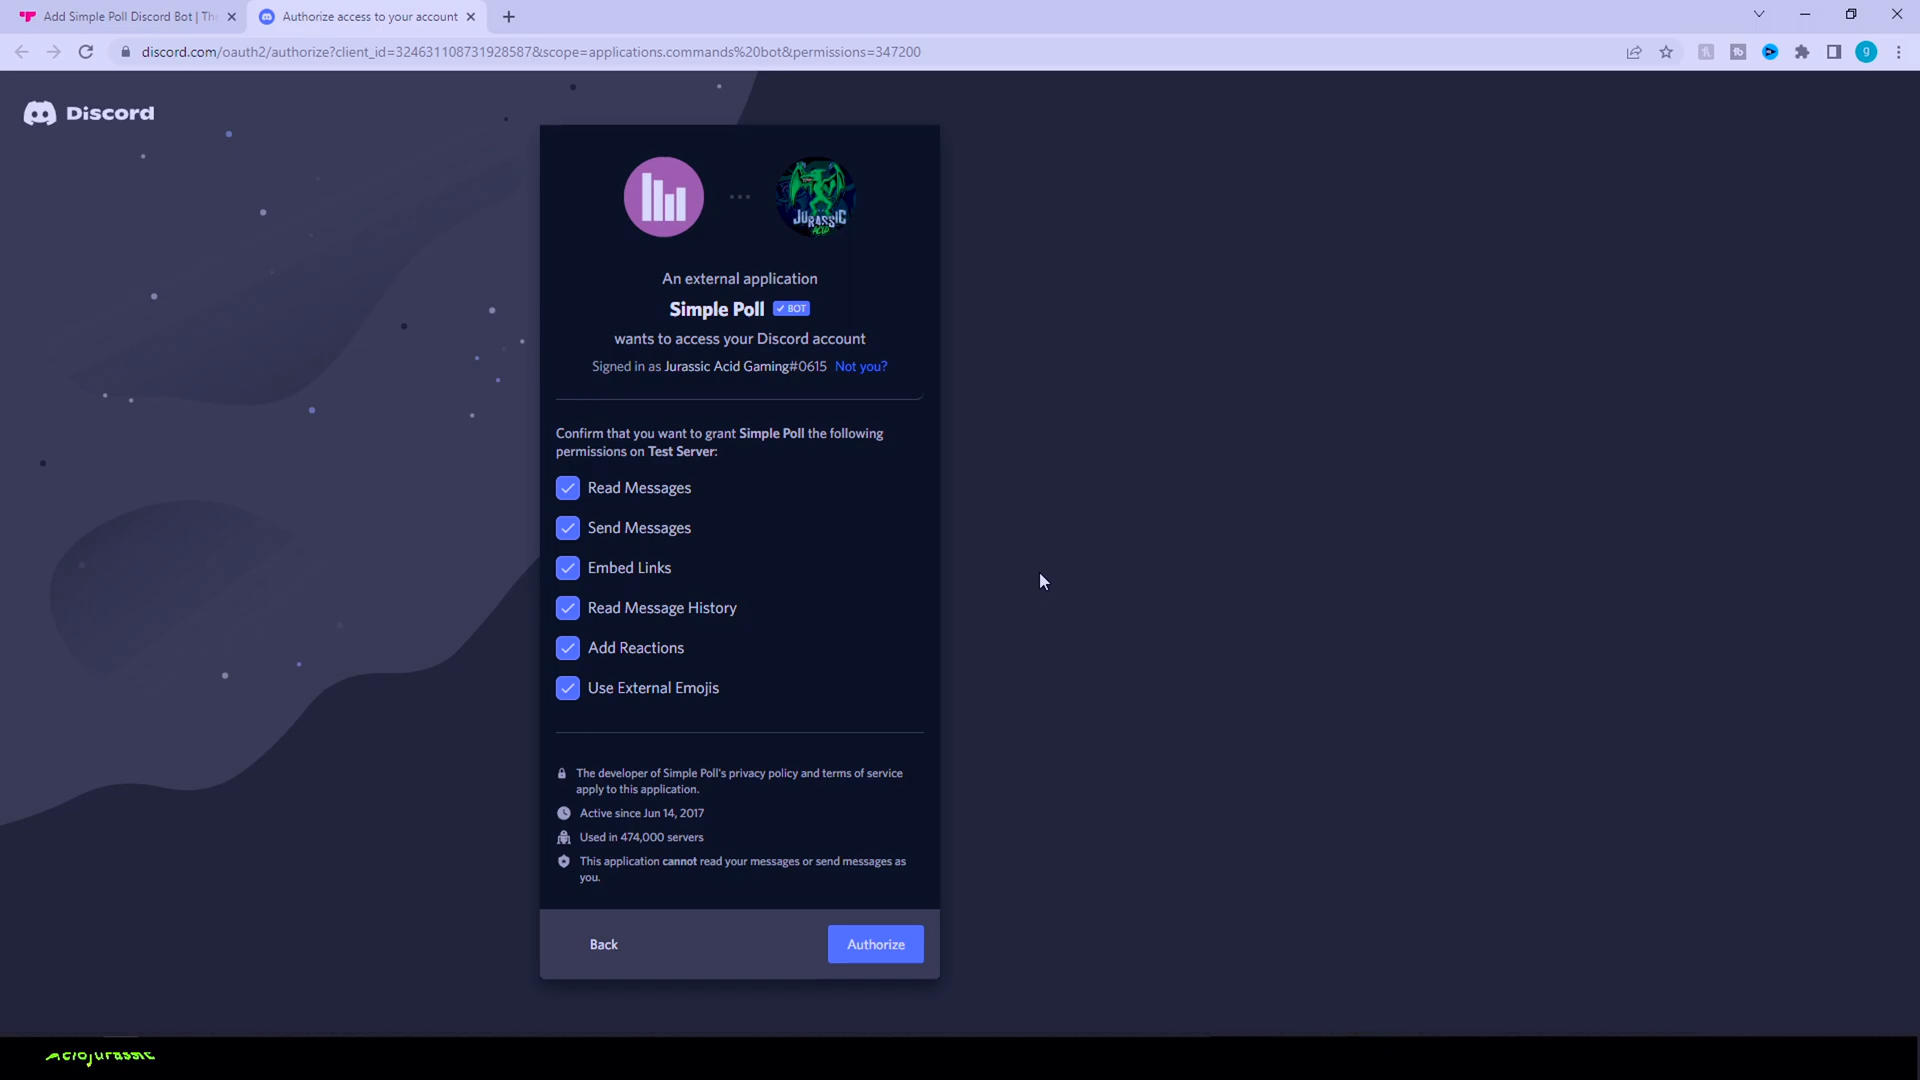 Add Simple Poll Discord Bot | Th
Authorize access to your account
discord.com/oauth2/authorize?client_id=324631108731928587&scope=applications.commands%20bot&permissions=347200
g
Discord
JURASSIC
ACID
An external application
Simple Poll BOT
wants to access your Discord account
Signed in as Jurassic Acid Gaming#0615 Not you?
Confirm that you want to grant Simple Poll the following
permissions on Test Server:
Read Messages
Send Messages
Embed Links
Read Message History
Add Reactions
Use External Emojis
The developer of Simple Poll's privacy policy and terms of service
apply to this application.
Active since Jun 14, 2017
Used in 474,000 servers
This application cannot read your messages or send messages as
you.
Back
Authorize
AcidJurassic